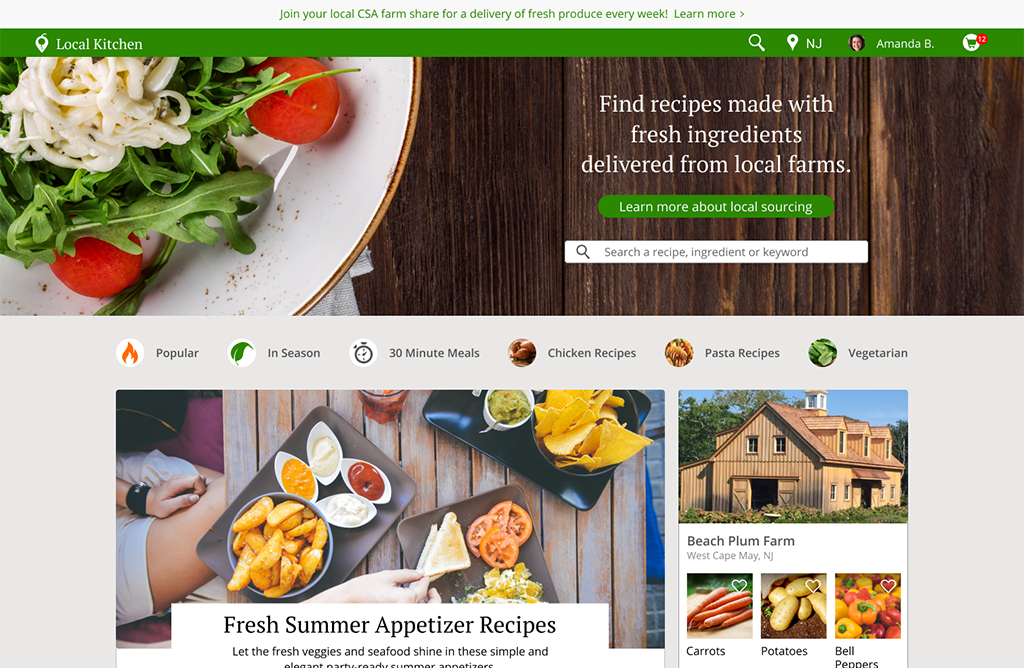 Join your local CSA farm share for a delivery of fresh produce every week!  Learn more >
Local Kitchen
NJ
Amanda B.
12
Find recipes made with
fresh ingredients
delivered from local farms.
Learn more about local sourcing
Search a recipe, ingredient or keyword
Popular
In Season
30 Minute Meals
Chicken Recipes
Pasta Recipes
Vegetarian
Fresh Summer Appetizer Recipes
Let the fresh veggies and seafood shine in these simple and
elegant party-ready summer appetizers.
Beach Plum Farm
West Cape May, NJ
Carrots
Potatoes
Bell
Peppers